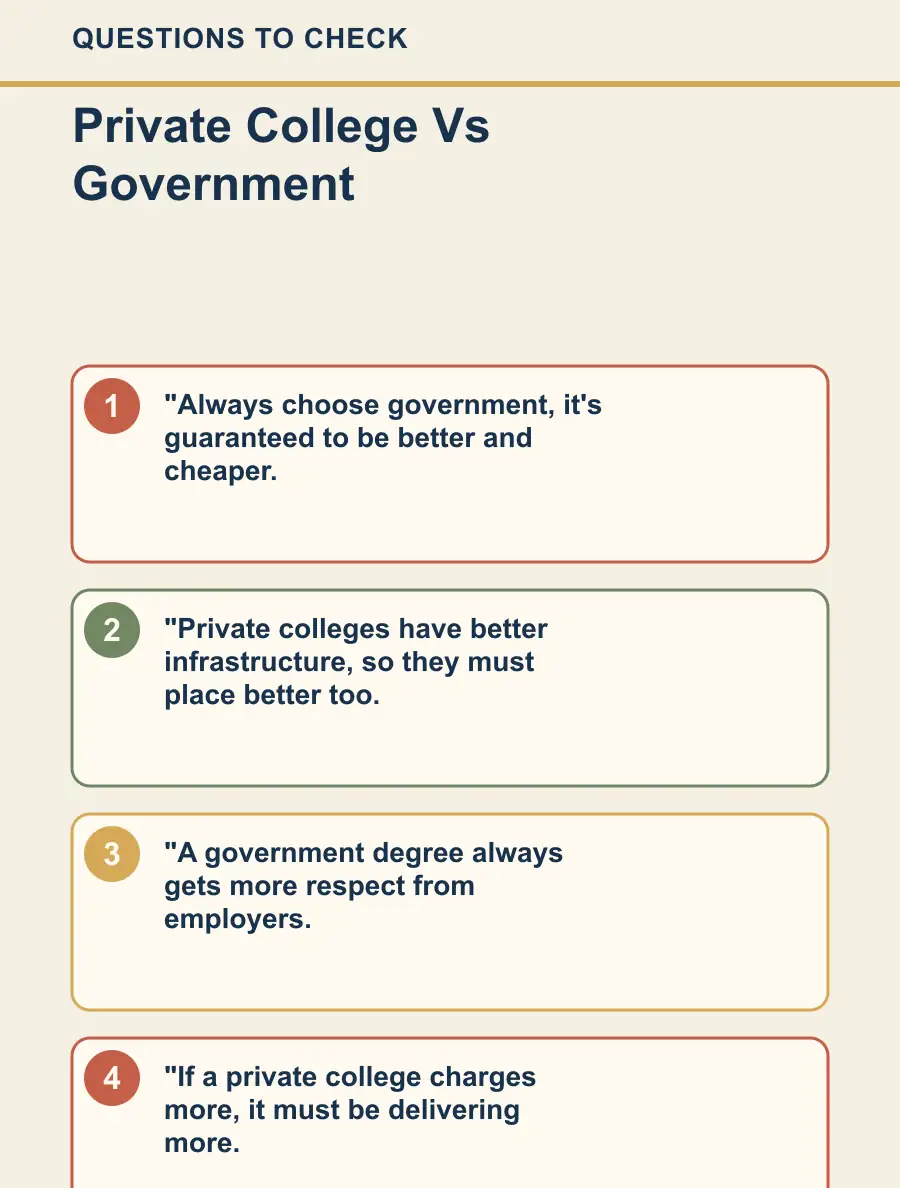 QUESTIONS TO CHECK
Private College Vs
Government
1
"Always choose government, it's
guaranteed to be better and
cheaper.
2
"Private colleges have better
infrastructure, so they must
place better too.
3
"A government degree always
gets more respect from
employers.
4
"If a private college charges
more, it must be delivering
more.